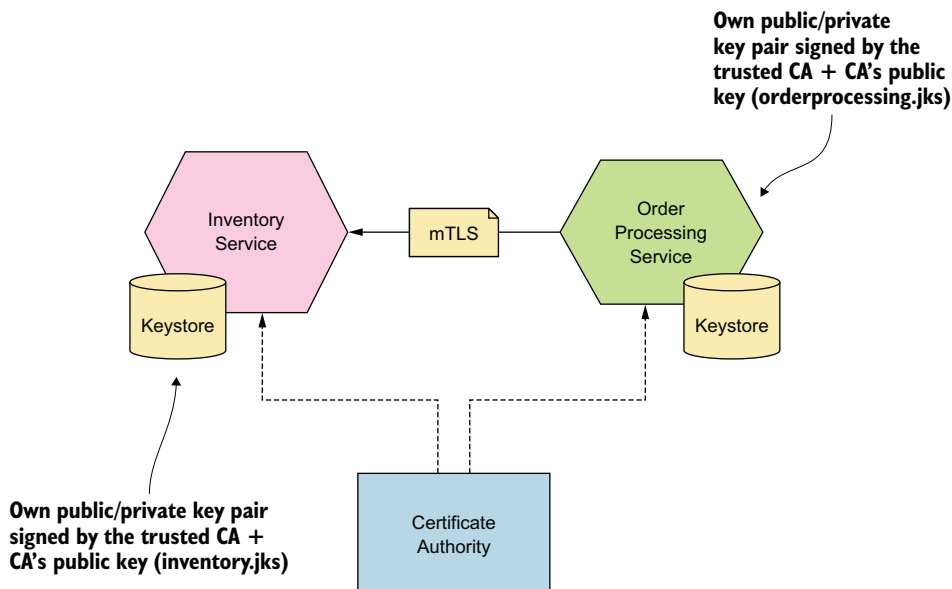 Own public/private
key pair signed by the
trusted CA + CA's public
key (orderprocessing.jks)
Inventory
Service
mTLS
Order
Processing
Service
Keystore
Keystore
Own public/private key pair
signed by the trusted CA +
CA's public key (inventory.jks)
Certificate
Authority